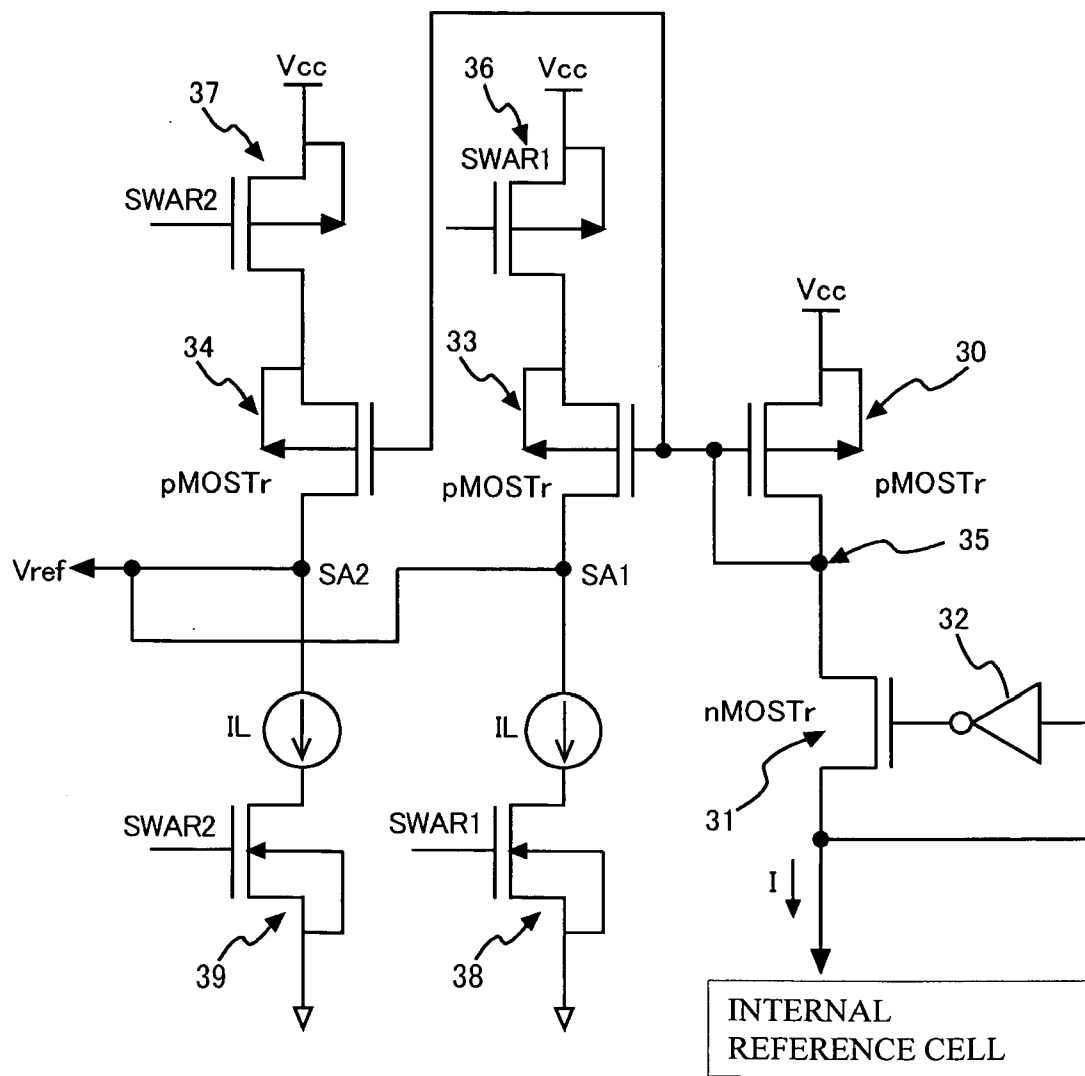 Vcc
36
Vcc
37
SWAR1
SWAR2
Vcc
34
33
30
pMOSTr
pMOSTr
pMOSTr
35
Vref
SA2
SA1
32
nMOSTr
IL
IL
31
SWAR2
SWAR1
I
39
38
INTERNAL
REFERENCE CELL